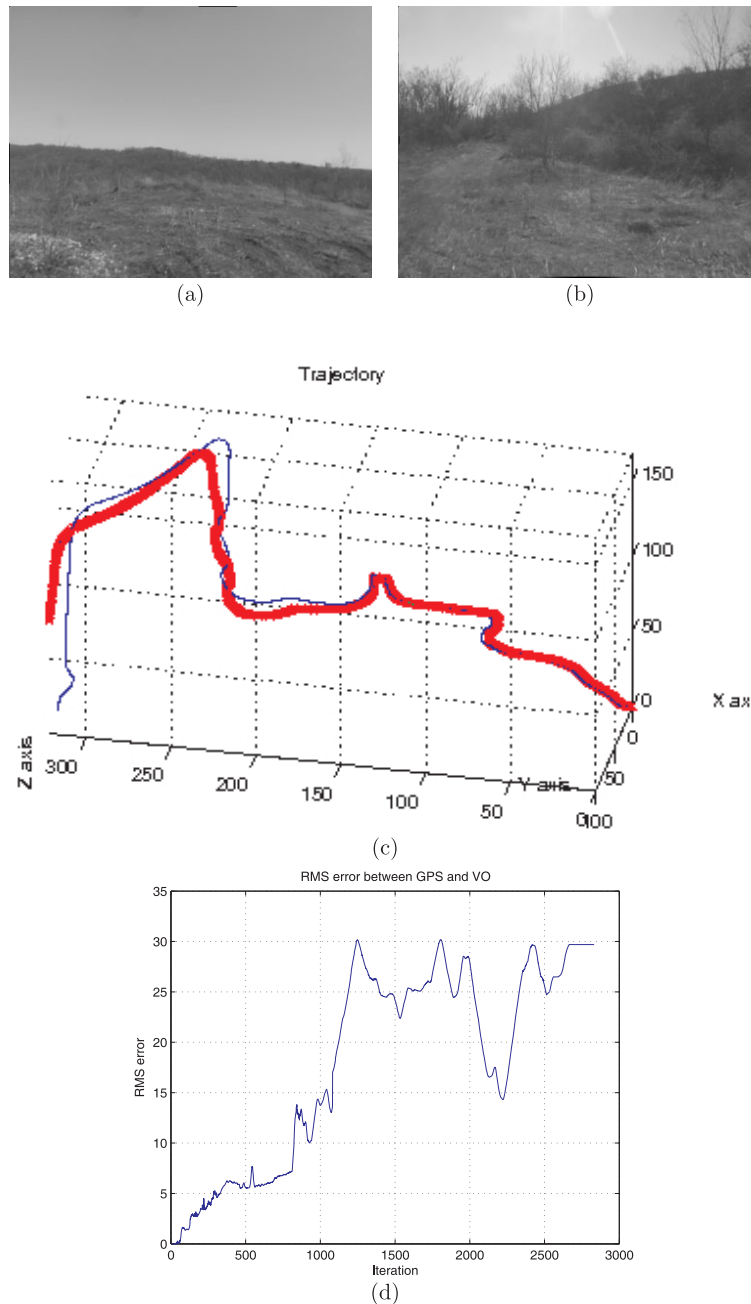 (a)
(b)
Trajectory
150
100
50
0
X ax
0
50
100
0
Y axis
50
100
150
200
250
300
Z axis
(c)
RMS error between GPS and VO
35
30
25
20
15
10
5
0
RMS error
0 500 1000 1500 2000 2500 3000
Iteration
(d)